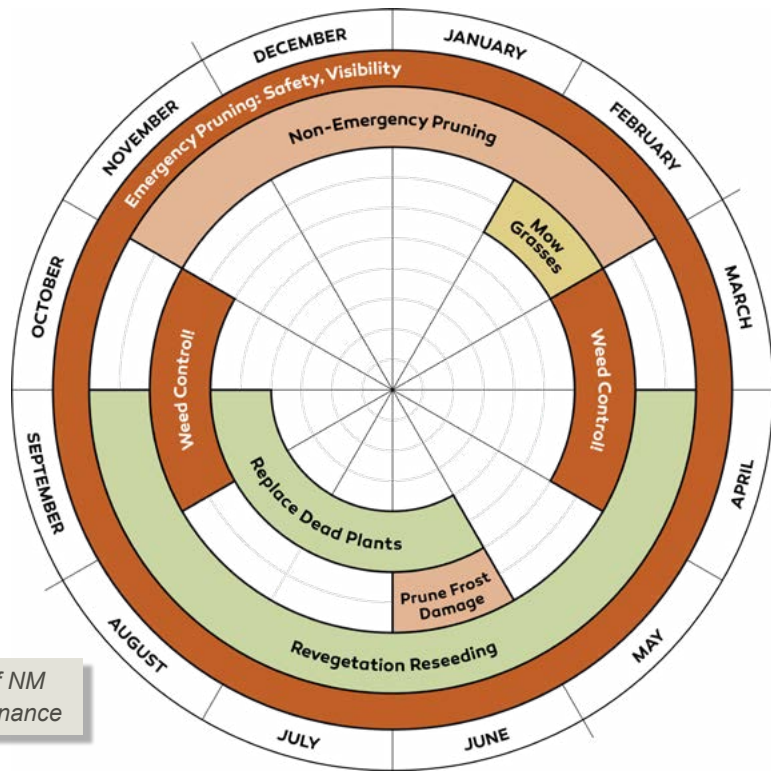 DECEMBER
JANUARY
FEBRUARY
MARCH
APRIL
MAY
JUNE
JULY
AUGUST
SEPTEMBER
OCTOBER
NOVEMBER
Emergency Pruning: Safety, Visibility
Non-Emergency Pruning
Mow
Grasses
Weed Control!
Weed Control!
Replace Dead Plants
Prune Frost
Damage
Revegetation Reseeding
NM